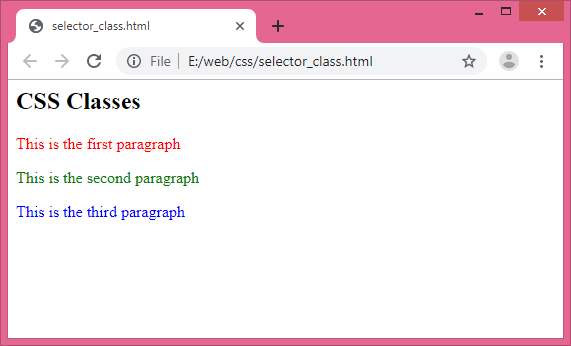 selector_class.html
File E:/web/css/selector_class.html
CSS Classes
This is the first paragraph
This is the second paragraph
This is the third paragraph